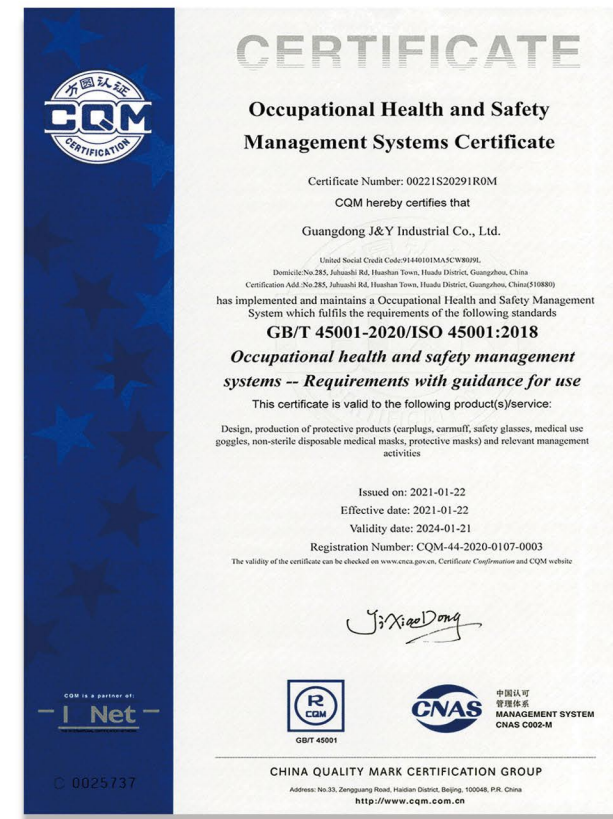 CERTIFICATE
方圆认证
CQM
CERTIFICATION
Occupational Health and Safety
Management Systems Certificate
Certificate Number: 00221S20291R0M
CQM hereby certifies that
Guangdong J&Y Industrial Co., Ltd.
United Social Credit Code:91440101MA5CW80J9L
Domicile:No.285, Juhuashi Rd, Huashan Town, Huadu District, Guangzhou, China
Certification Add.:No.285, Juhuashi Rd, Huashan Town, Huadu District, Guangzhou, China(510880)
has implemented and maintains a Occupational Health and Safety Management
System which fulfils the requirements of the following standards
GB/T 45001-2020/ISO 45001:2018
Occupational health and safety management
systems -- Requirements with guidance for use
This certificate is valid to the following product(s)/service:
Design, production of protective products (earplugs, earmuff, safety glasses, medical use
goggles, non-sterile disposable medical masks, protective masks) and relevant management
activities
Issued on: 2021-01-22
Effective date: 2021-01-22
Validity date: 2024-01-21
Registration Number: CQM-44-2020-0107-0003
The validity of the certificate can be checked on www.cnca.gov.cn, Certificate Confirmation and CQM website
Ji XiaoDong
CQM is a partner of:
I Net
C 0025737
R
CQM
GB/T 45001
CNAS
中国认可
管理体系
MANAGEMENT SYSTEM
CNAS C002-M
CHINA QUALITY MARK CERTIFICATION GROUP
Address: No.33, Zengguang Road, Haidian District, Beijing, 100048, P.R. China
http://www.cqm.com.cn